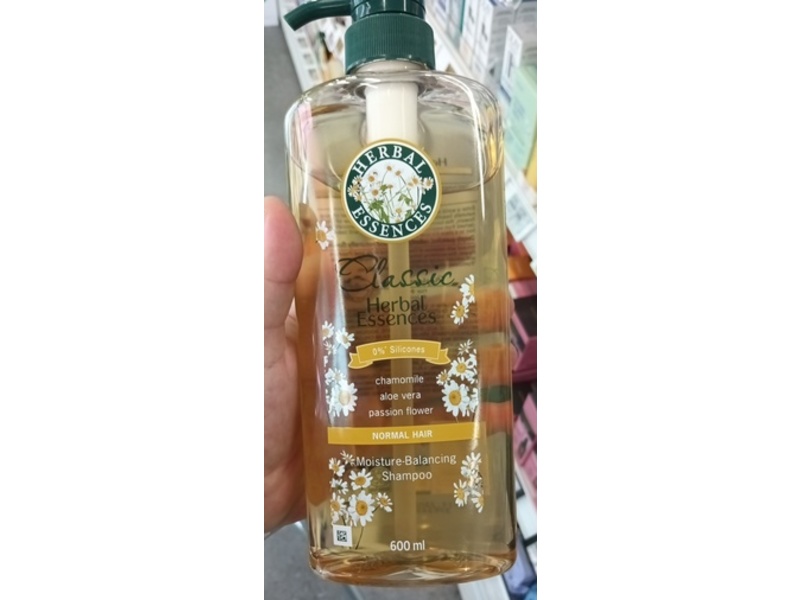 HERBAL
ESSENCES
Classic
Herbal
Essences
0%* Silicones
chamomile
aloe vera
passion flower
NORMAL HAIR
Moisture-Balancing
Shampoo
600 ml